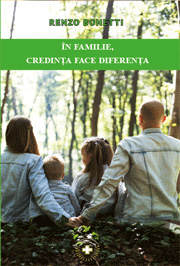 RENZO BONETTI
ÎN FAMILIE,
CREDINȚA FACE DIFERENȚA